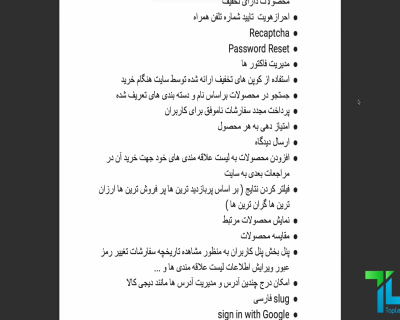 محصولات دارای تخفیف
احرازهویت تایید شماره تلفن همراه
Recaptcha
Password Reset
مدیریت فاکتور ها
استفاده از کوپن های تخفیف ارائه شده توسط سایت هنگام خرید
جستجو در محصولات براساس نام و دسته بندی های تعریف شده
پرداخت مجدد سفارشات ناموفق برای کاربران
امتیاز دهی به هر محصول
ارسال دیدگاه
افزودن محصولات به لیست علاقه مندی های خود جهت خرید آن در
مراجعات بعدی به سایت
فیلتر کردن نتایج ( بر اساس پربازدید ترین ها پر فروش ترین ها ارزان
ترین ها گران ترین ها )
نمایش محصولات مرتبط
مقایسه محصولات
پنل بخش پنل کاربران به منظور مشاهده تاریخچه سفارشات تغییر رمز
عبور ویرایش اطلاعات لیست علاقه مندی ها و ...
امکان درج چندین آدرس و مدیریت آدرس ها مانند دیجی کالا
slug فارسی
sign in with Google